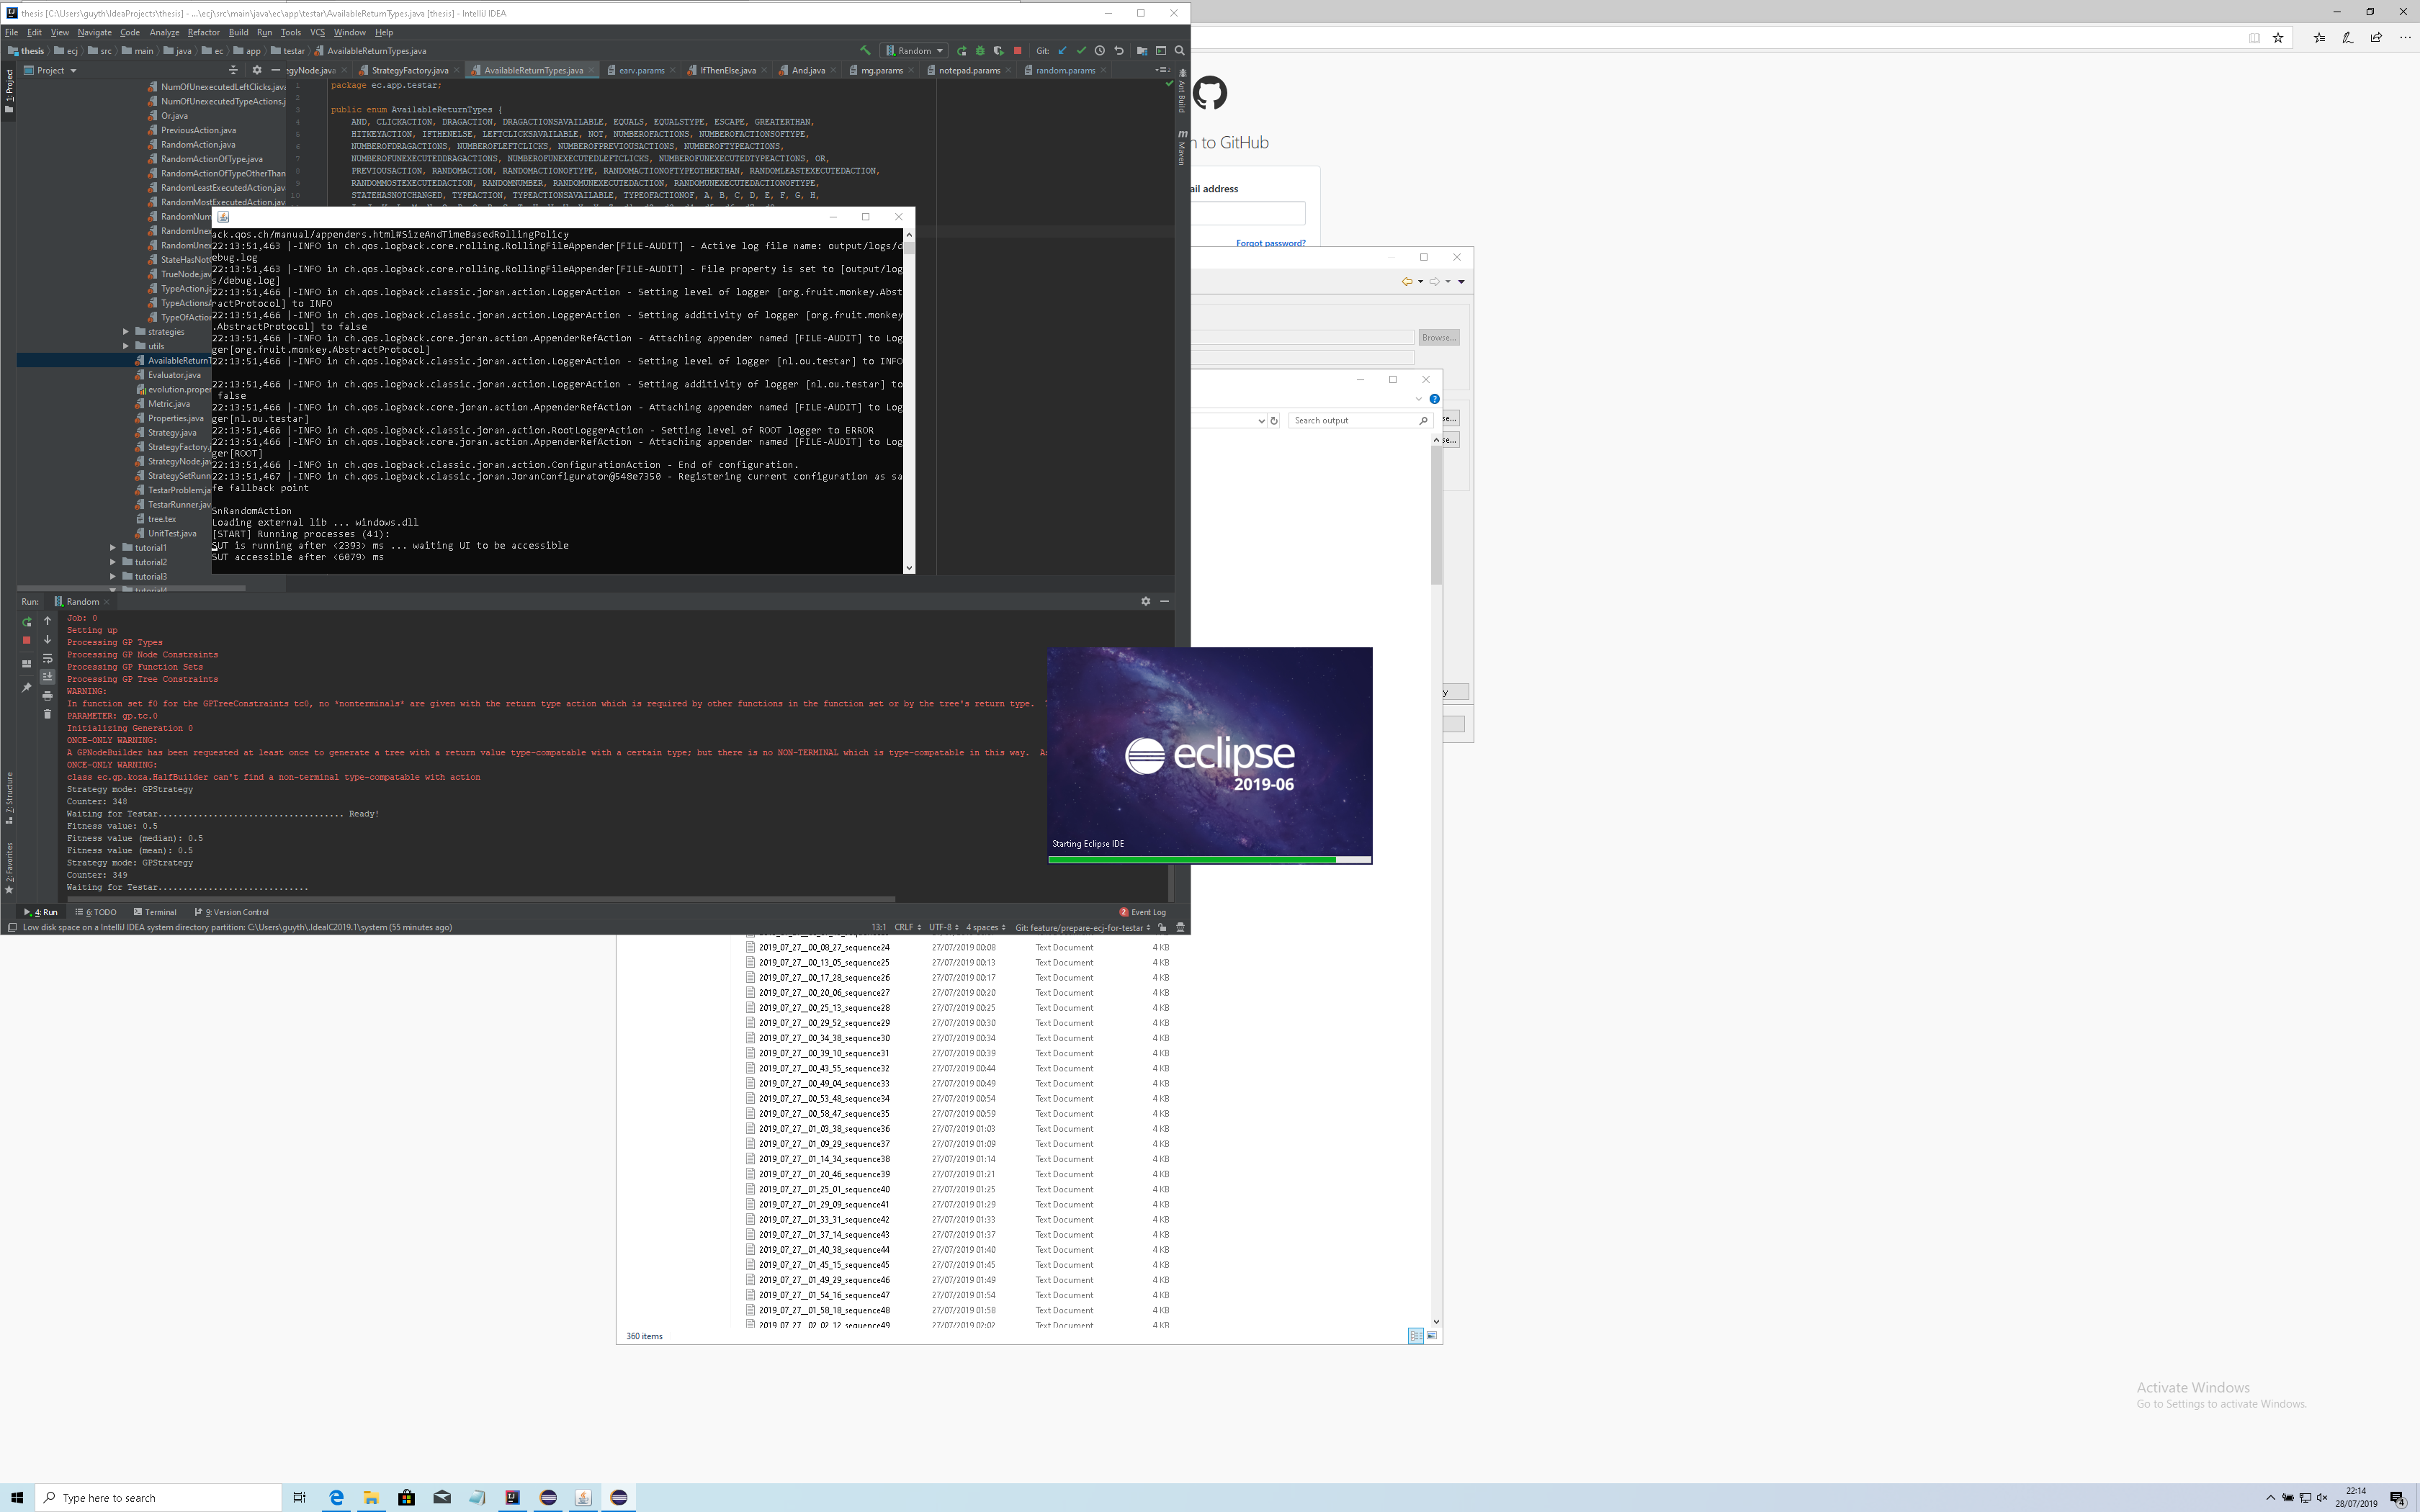 thesis [C:\Users\guyth\IdeaProjects\thesis] - ...\ecj\src\main\java\ec\app\testar\AvailableReturnTypes.java [thesis] - IntelliJ IDEA
File Edit View Navigate Code Analyze Refactor Build Run Tools VCS Window Help
thesis ecj src main java ec app testar AvailableReturnTypes.java
Random Git:
Project
egyNode.java StrategyFactory.java AvailableReturnTypes.java earv.params IfThenElse.java And.java mg.params notepad.params random.params
1: Project
Ant Build
Maven
NumOfUnexecutedLeftClicks.java
NumOfUnexecutedTypeActions.j
Or.java
PreviousAction.java
RandomAction.java
RandomActionOfType.java
RandomActionOfTypeOtherThan
RandomLeastExecutedAction.jav
RandomMostExecutedAction.jav
RandomNum
RandomUnex
RandomUnex
StateHasNot
TrueNode.jav
TypeAction.ja
TypeActions
TypeOfAction
strategies
utils
AvailableReturnT
Evaluator.java
evolution.proper
Metric.java
Properties.java
Strategy.java
StrategyFactory.j
StrategyNode.jav
StrategySetRunn
TestarProblem.ja
TestarRunner.jav
tree.tex
UnitTest.java
tutorial1
tutorial2
tutorial3
tutorial4
1 package ec.app.testar;
2
3 public enum AvailableReturnTypes {
4 AND, CLICKACTION, DRAGACTION, DRAGACTIONSAVAILABLE, EQUALS, EQUALSTYPE, ESCAPE, GREATERTHAN,
5 HITKEYACTION, IFTHENELSE, LEFTCLICKSAVAILABLE, NOT, NUMBEROFACTIONS, NUMBEROFACTIONSOFTYPE,
6 NUMBEROFDRAGACTIONS, NUMBEROFLEFTCLICKS, NUMBEROFPREVIOUSACTIONS, NUMBEROFTYPEACTIONS,
7 NUMBEROFUNEXECUTEDDRAGACTIONS, NUMBEROFUNEXECUTEDLEFTCLICKS, NUMBEROFUNEXECUTEDTYPEACTIONS, OR,
8 PREVIOUSACTION, RANDOMACTION, RANDOMACTIONOFTYPE, RANDOMACTIONOFTYPEOTHERTHAN, RANDOMLEASTEXECUTEDACTION,
9 RANDOMMOSTEXECUTEDACTION, RANDOMNUMBER, RANDOMUNEXECUTEDACTION, RANDOMUNEXECUTEDACTIONOFTYPE,
10 STATEHASNOTCHANGED, TYPEACTION, TYPEACTIONSAVAILABLE, TYPEOFACTIONOF, A, B, C, D, E, F, G, H,
ack.qos.ch/manual/appenders.html#SizeAndTimeBasedRollingPolicy
22:13:51,463 |-INFO in ch.qos.logback.core.rolling.RollingFileAppender[FILE-AUDIT] - Active log file name: output/logs/d
ebug.log
22:13:51,463 |-INFO in ch.qos.logback.core.rolling.RollingFileAppender[FILE-AUDIT] - File property is set to [output/log
s/debug.log]
22:13:51,466 |-INFO in ch.qos.logback.classic.joran.action.LoggerAction - Setting level of logger [org.fruit.monkey.Abst
ractProtocol] to INFO
22:13:51,466 |-INFO in ch.qos.logback.classic.joran.action.LoggerAction - Setting additivity of logger [org.fruit.monkey
.AbstractProtocol] to false
22:13:51,466 |-INFO in ch.qos.logback.core.joran.action.AppenderRefAction - Attaching appender named [FILE-AUDIT] to Log
ger[org.fruit.monkey.AbstractProtocol]
22:13:51,466 |-INFO in ch.qos.logback.classic.joran.action.LoggerAction - Setting level of logger [nl.ou.testar] to INFO
22:13:51,466 |-INFO in ch.qos.logback.classic.joran.action.LoggerAction - Setting additivity of logger [nl.ou.testar] to
false
22:13:51,466 |-INFO in ch.qos.logback.core.joran.action.AppenderRefAction - Attaching appender named [FILE-AUDIT] to Log
ger[nl.ou.testar]
22:13:51,466 |-INFO in ch.qos.logback.classic.joran.action.RootLoggerAction - Setting level of ROOT logger to ERROR
22:13:51,466 |-INFO in ch.qos.logback.core.joran.action.AppenderRefAction - Attaching appender named [FILE-AUDIT] to Log
ger[ROOT]
22:13:51,466 |-INFO in ch.qos.logback.classic.joran.action.ConfigurationAction - End of configuration.
22:13:51,467 |-INFO in ch.qos.logback.classic.joran.JoranConfigurator@548e7350 - Registering current configuration as sa
fe fallback point
SnRandomAction
Loading external lib ... windows.dll
[START] Running processes (41):
SUT is running after <2393> ms ... waiting UI to be accessible
SUT accessible after <6079> ms
Run: Random
Job: 0
Setting up
Processing GP Types
Processing GP Node Constraints
Processing GP Function Sets
Processing GP Tree Constraints
WARNING:
In function set f0 for the GPTreeConstraints tc0, no *nonterminals* are given with the return type action which is required by other functions in the function set or by the tree's return type.
PARAMETER: gp.tc.0
Initializing Generation 0
ONCE-ONLY WARNING:
A GPNodeBuilder has been requested at least once to generate a tree with a return value type-compatable with a certain type; but there is no NON-TERMINAL which is type-compatable in this way. As
ONCE-ONLY WARNING:
class ec.gp.koza.HalfBuilder can't find a non-terminal type-compatable with action
Strategy mode: GPStrategy
Counter: 348
Waiting for Testar..................................... Ready!
Fitness value: 0.5
Fitness value (median): 0.5
Fitness value (mean): 0.5
Strategy mode: GPStrategy
Counter: 349
Waiting for Testar..............................
7: Structure
2: Favorites
4: Run 6: TODO Terminal 9: Version Control 2 Event Log
Low disk space on a IntelliJ IDEA system directory partition: C:\Users\guyth\.IdeaIC2019.1\system (55 minutes ago) 13:1 CRLF UTF-8 4 spaces Git: feature/prepare-ecj-for-testar
n to GitHub
ail address
Forgot password?
Browse...
se...
se...
Search output
y
eclipse
2019-06
Starting Eclipse IDE
2019_07_27__00_08_27_sequence24 27/07/2019 00:08 Text Document 4 KB
2019_07_27__00_13_05_sequence25 27/07/2019 00:13 Text Document 4 KB
2019_07_27__00_17_28_sequence26 27/07/2019 00:17 Text Document 4 KB
2019_07_27__00_20_06_sequence27 27/07/2019 00:20 Text Document 4 KB
2019_07_27__00_25_13_sequence28 27/07/2019 00:25 Text Document 4 KB
2019_07_27__00_29_52_sequence29 27/07/2019 00:30 Text Document 4 KB
2019_07_27__00_34_38_sequence30 27/07/2019 00:34 Text Document 4 KB
2019_07_27__00_39_10_sequence31 27/07/2019 00:39 Text Document 4 KB
2019_07_27__00_43_55_sequence32 27/07/2019 00:44 Text Document 4 KB
2019_07_27__00_49_04_sequence33 27/07/2019 00:49 Text Document 4 KB
2019_07_27__00_53_48_sequence34 27/07/2019 00:54 Text Document 4 KB
2019_07_27__00_58_47_sequence35 27/07/2019 00:59 Text Document 4 KB
2019_07_27__01_03_38_sequence36 27/07/2019 01:03 Text Document 4 KB
2019_07_27__01_09_29_sequence37 27/07/2019 01:09 Text Document 4 KB
2019_07_27__01_14_34_sequence38 27/07/2019 01:14 Text Document 4 KB
2019_07_27__01_20_46_sequence39 27/07/2019 01:21 Text Document 4 KB
2019_07_27__01_25_01_sequence40 27/07/2019 01:25 Text Document 4 KB
2019_07_27__01_29_09_sequence41 27/07/2019 01:29 Text Document 4 KB
2019_07_27__01_33_31_sequence42 27/07/2019 01:33 Text Document 4 KB
2019_07_27__01_37_14_sequence43 27/07/2019 01:37 Text Document 4 KB
2019_07_27__01_40_38_sequence44 27/07/2019 01:40 Text Document 4 KB
2019_07_27__01_45_15_sequence45 27/07/2019 01:45 Text Document 4 KB
2019_07_27__01_49_29_sequence46 27/07/2019 01:49 Text Document 4 KB
2019_07_27__01_54_16_sequence47 27/07/2019 01:54 Text Document 4 KB
2019_07_27__01_58_18_sequence48 27/07/2019 01:58 Text Document 4 KB
2019_07_27__02_02_12_sequence49 27/07/2019 02:02 Text Document 4 KB
360 items
Activate Windows
Go to Settings to activate Windows.
Type here to search
22:14
28/07/2019
4